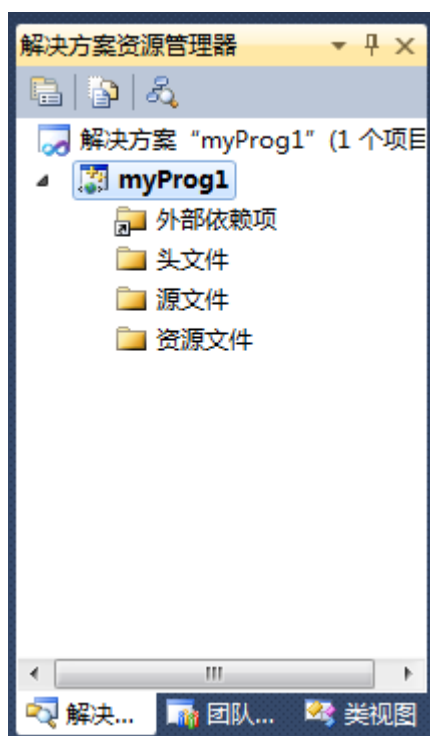 解决方案资源管理器
解决方案 “myProg1” (1 个项目
myProg1
外部依赖项
头文件
源文件
资源文件
解决... 团队... 类视图